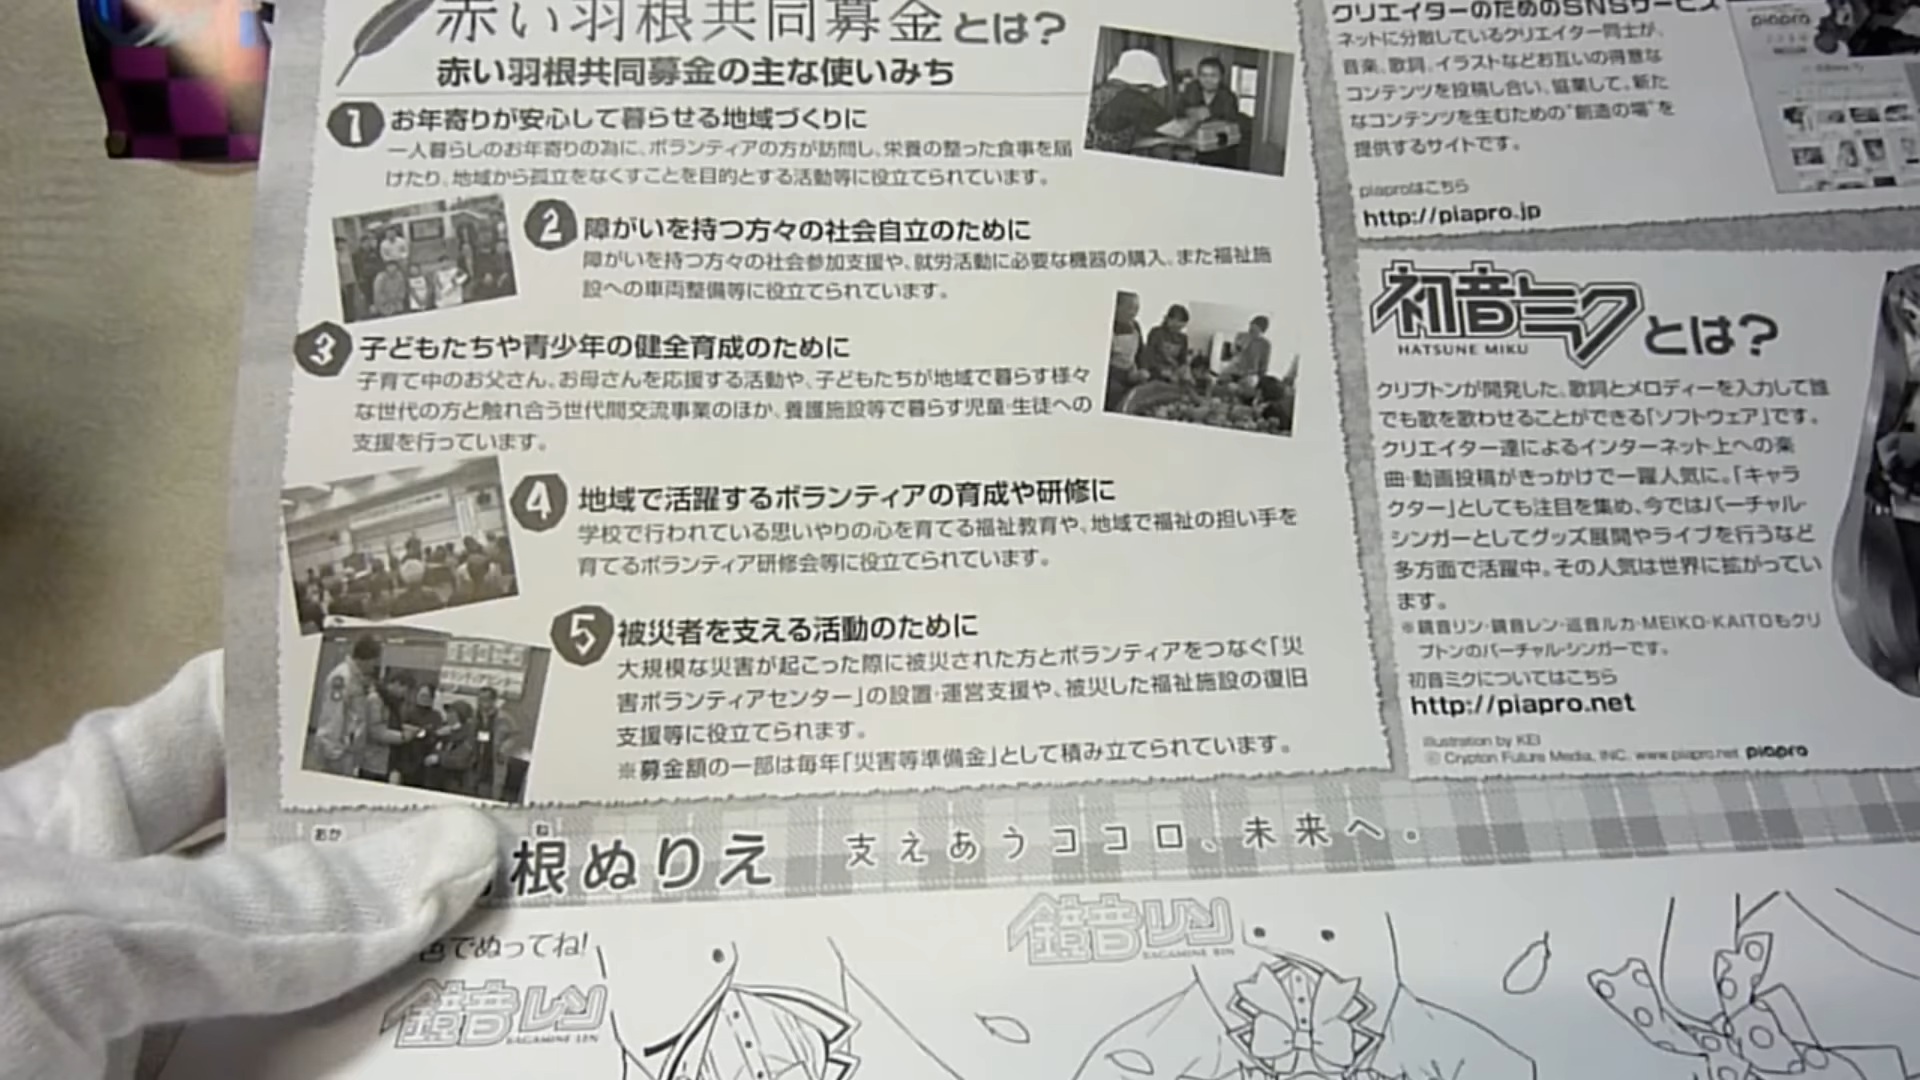 赤い羽根共同募金とは?
赤い羽根共同募金の主な使いみち
1 お年寄りが安心して暮らせる地域づくりに
一人暮らしのお年寄りの為に、ボランティアの方が訪問し、栄養の整った食事を届
けたり、地域から孤立をなくすことを目的とする活動等に役立てられています。
2 障がいを持つ方々の社会自立のために
障がいを持つ方々の社会参加支援や、就労活動に必要な機器の購入、また福祉施
設への車両整備等に役立てられています。
3 子どもたちや青少年の健全育成のために
子育て中のお父さん、お母さんを応援する活動や、子どもたちが地域で暮らす様々
な世代の方と触れ合う世代間交流事業のほか、養護施設等で暮らす児童・生徒への
支援を行っています。
4 地域で活躍するボランティアの育成や研修に
学校で行われている思いやりの心を育てる福祉教育や、地域で福祉の担い手を
育てるボランティア研修会等に役立てられています。
5 被災者を支える活動のために
大規模な災害が起こった際に被災された方とボランティアをつなぐ「災
害ボランティアセンター」の設置・運営支援や、被災した福祉施設の復旧
支援等に役立てられます。
※募金額の一部は毎年「災害等準備金」として積み立てられています。
クリエイターのためのSNSサービス
ネットに分散しているクリエイター同士が、
音楽、歌詞、イラストなどお互いの得意な
コンテンツを投稿し合い、協業して、新た
なコンテンツを生むための"創造の場"を
提供するサイトです。
piaproはこちら
http://piapro.jp
piapro
初音ミクとは?
HATSUNE MIKU
クリプトンが開発した、歌詞とメロディーを入力して誰
でも歌を歌わせることができる「ソフトウェア」です。
クリエイター達によるインターネット上への楽
曲・動画投稿がきっかけで一躍人気に。「キャラ
クター」としても注目を集め、今ではバーチャル・
シンガーとしてグッズ展開やライブを行うなど
多方面で活躍中。その人気は世界に拡がってい
ます。
※鏡音リン・鏡音レン・巡音ルカ・MEIKO・KAITOもクリ
プトンのバーチャル・シンガーです。
初音ミクについてはこちら
http://piapro.net
illustration by KEI
© Crypton Future Media, INC. www.piapro.net piapro
あか
ね
根ぬりえ 支えあうココロ、未来へ。
色でぬってね!
鏡音レン
KAGAMINE LEN
鏡音リン
KAGAMINE RIN